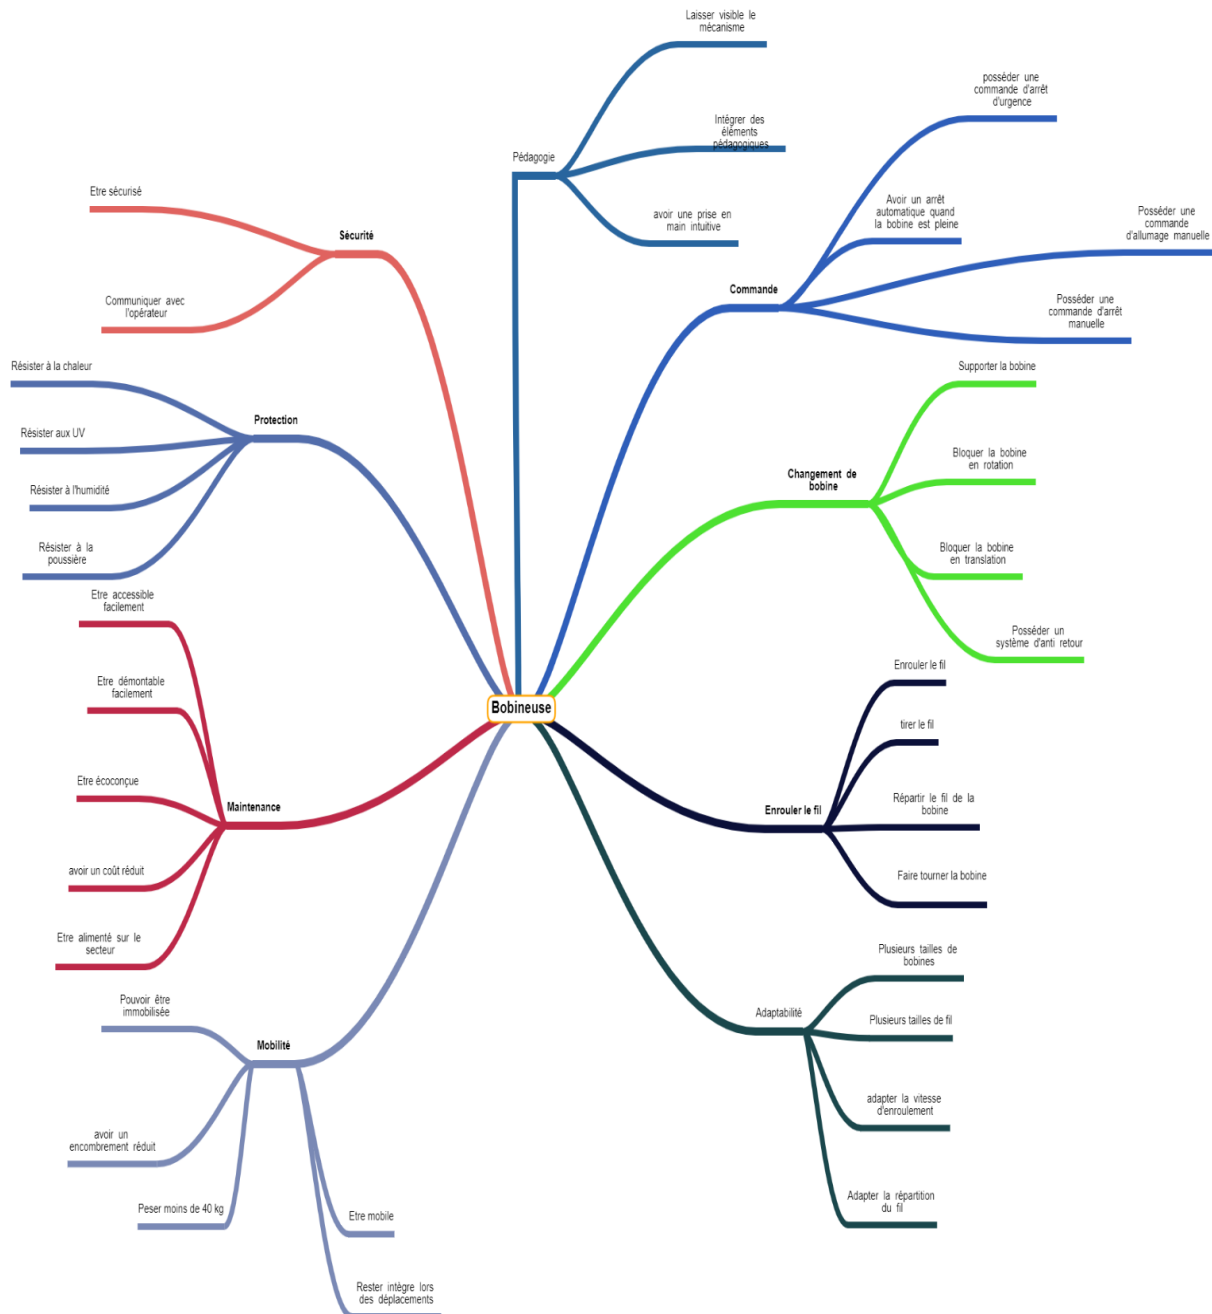 Laisser visible le
mécanisme
Intégrer des
éléments
pédagogiques
Pédagogie
avoir une prise en
main intuitive
posséder une
commande d'arrêt
d'urgence
Avoir un arrêt
automatique quand
la bobine est pleine
Posséder une
commande
d'allumage manuelle
Commande
Posséder une
commande d'arrêt
manuelle
Etre sécurisé
Sécurité
Communiquer avec
l'opérateur
Résister à la chaleur
Protection
Résister aux UV
Résister à l'humidité
Résister à la
poussière
Supporter la bobine
Bloquer la bobine
en rotation
Changement de
bobine
Bloquer la bobine
en translation
Posséder un
système d'anti retour
Etre accessible
facilement
Etre démontable
facilement
Etre écoconçue
Maintenance
avoir un coût réduit
Etre alimenté sur le
secteur
Bobineuse
Enrouler le fil
tirer le fil
Répartir le fil de la
bobine
Enrouler le fil
Faire tourner la bobine
Plusieurs tailles de
bobines
Adaptabilité
Plusieurs tailles de fil
adapter la vitesse
d'enroulement
Adapter la répartition
du fil
Pouvoir être
immobilisée
Mobilité
avoir un
encombrement réduit
Peser moins de 40 kg
Etre mobile
Rester intègre lors
des déplacements